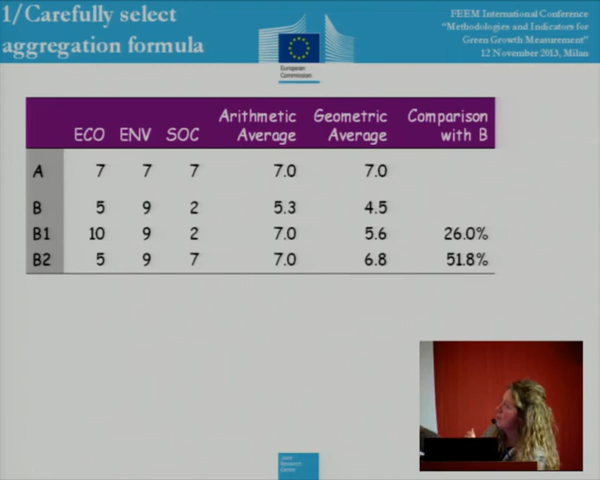 1/Carefully select
aggregation formula
FEEM International Conference
"Methodologies and Indicators for
Green Growth Measurement"
12 November 2013, Milan
European
Commission
ECO ENV SOC Arithmetic Average Geometric Average Comparison with B
A 7 7 7 7.0 7.0
B 5 9 2 5.3 4.5
B1 10 9 2 7.0 5.6 26.0%
B2 5 9 7 7.0 6.8 51.8%
Joint
Research
Centre